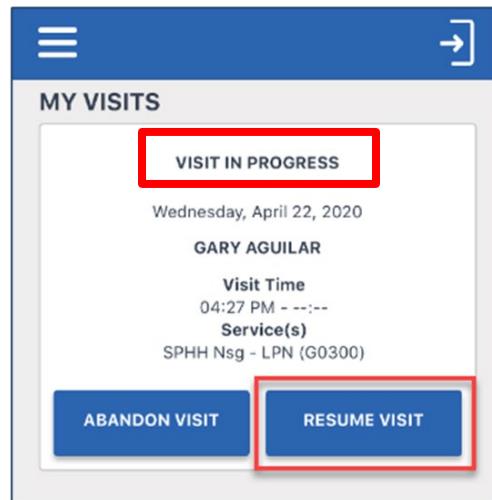 MY VISITS
VISIT IN PROGRESS
Wednesday, April 22, 2020
GARY AGUILAR
Visit Time
04:27 PM - --:--
Service(s)
SPHH Nsg - LPN (G0300)
ABANDON VISIT
RESUME VISIT